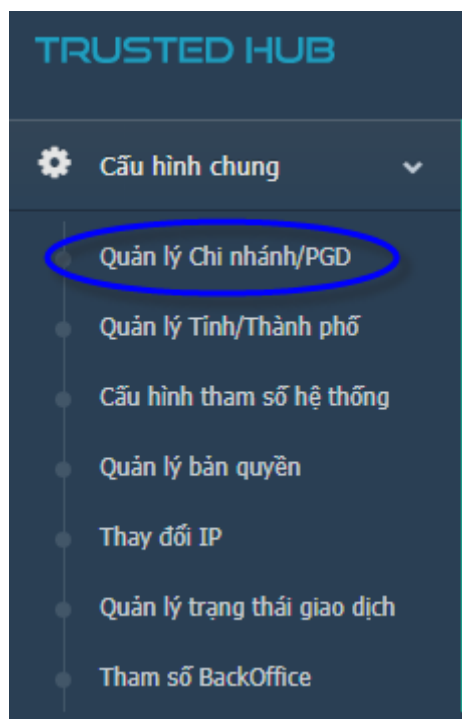 TRUSTED HUB
Cấu hình chung
Quản lý Chi nhánh/PGD
Quản lý Tỉnh/Thành phố
Cấu hình tham số hệ thống
Quản lý bản quyền
Thay đổi IP
Quản lý trạng thái giao dịch
Tham số BackOffice